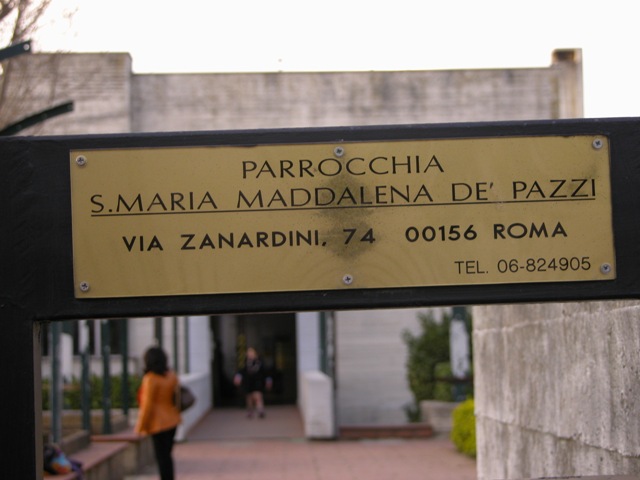 PARROCCHIA
S.MARIA MADDALENA DE' PAZZI
VIA ZANARDINI, 74 00156 ROMA
TEL. 06-824905